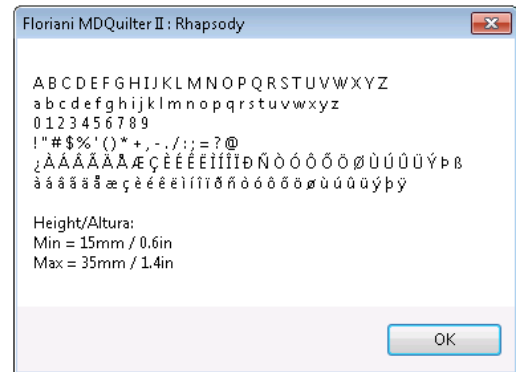 Floriani MDQuilter II : Rhapsody
A B C D E F G H I J K L M N O P Q R S T U V W X Y Z
a b c d e f g h i j k l m n o p q r s t u v w x y z
0 1 2 3 4 5 6 7 8 9
! " # $ % ' ( ) * + , - . / : ; = ? @
¿ À Á Â Ã Ä Å Æ Ç È É Ê Ë Ì Í Î Ï Ð Ñ Ò Ó Ô Õ Ö Ø Ù Ú Û Ü Ý Þ ß
à á â ã ä å æ ç è é ê ë ì í î ï ð ñ ò ó ô õ ö ø ù ú û ü ý þ ÿ
Height/Altura:
Min = 15mm / 0.6in
Max = 35mm / 1.4in
OK